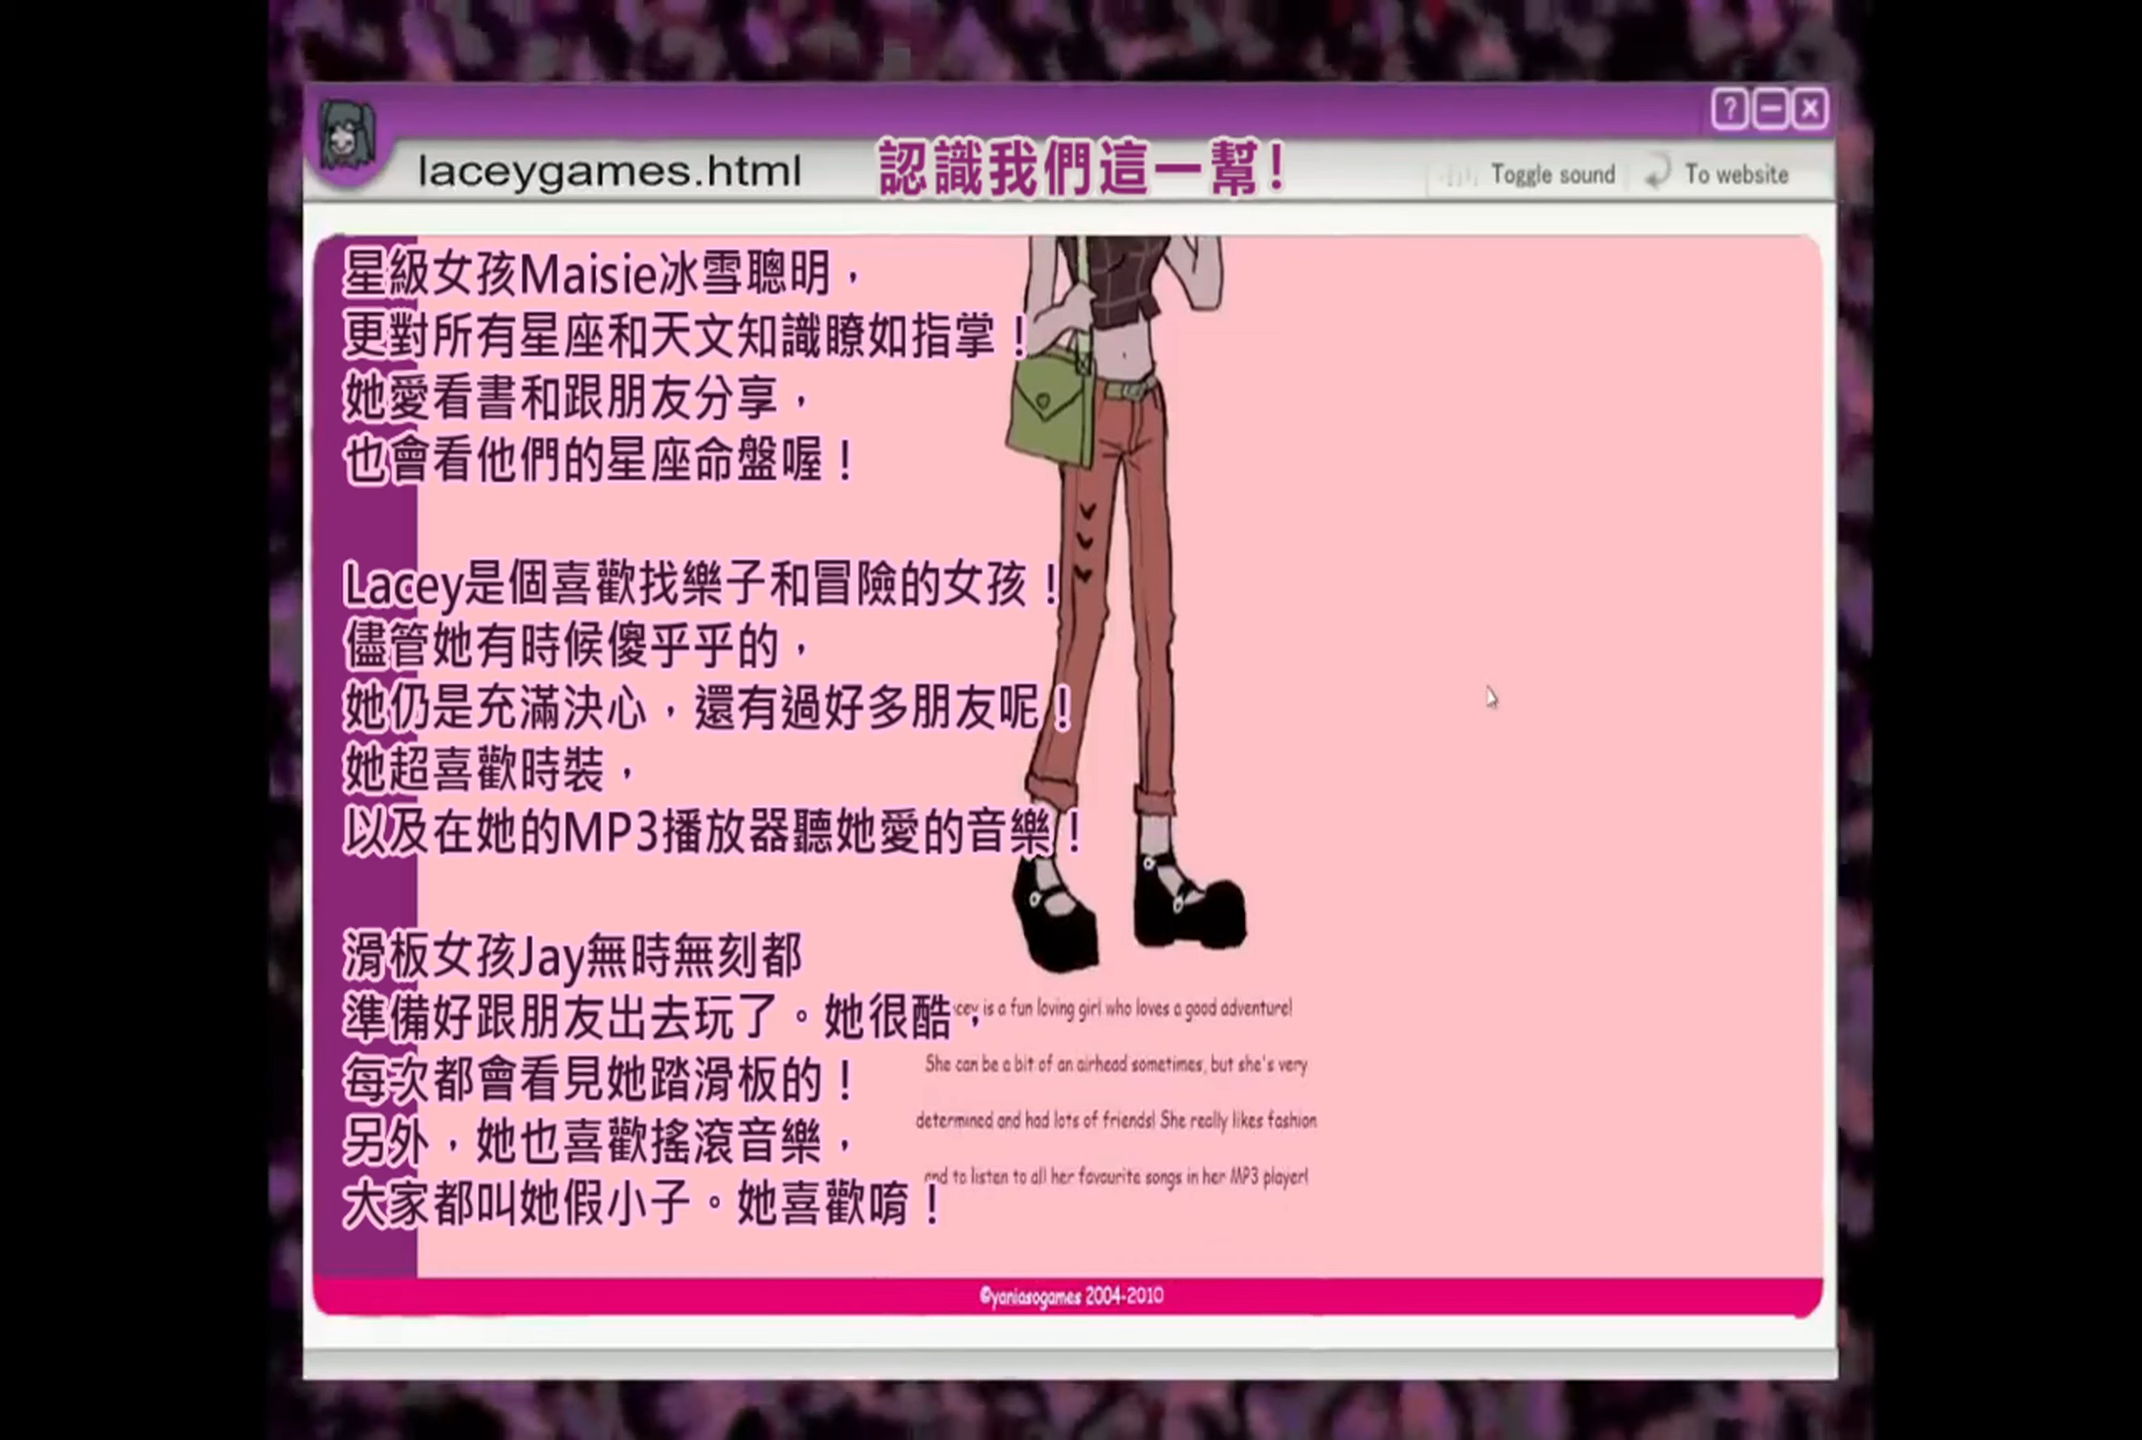 ?
laceygames.html
認識我們這一幫！
Toggle sound
To website
星級女孩Maisie冰雪聰明，
更對所有星座和天文知識瞭如指掌！
她愛看書和跟朋友分享，
也會看他們的星座命盤喔！
Lacey是個喜歡找樂子和冒險的女孩！
儘管她有時候傻乎乎的，
她仍是充滿決心，還有過好多朋友呢！
她超喜歡時裝，
以及在她的MP3播放器聽她愛的音樂！
滑板女孩Jay無時無刻都
準備好跟朋友出去玩了。她很酷，
每次都會看見她踏滑板的！
另外，她也喜歡搖滾音樂，
大家都叫她假小子。她喜歡唷！
is a fun loving girl who loves a good adventure!
She can be a bit of an airhead sometimes, but she's very
determined and had lots of friends! She really likes fashion
and to listen to all her favourite songs in her MP3 player!
©yaniasogames 2004-2010